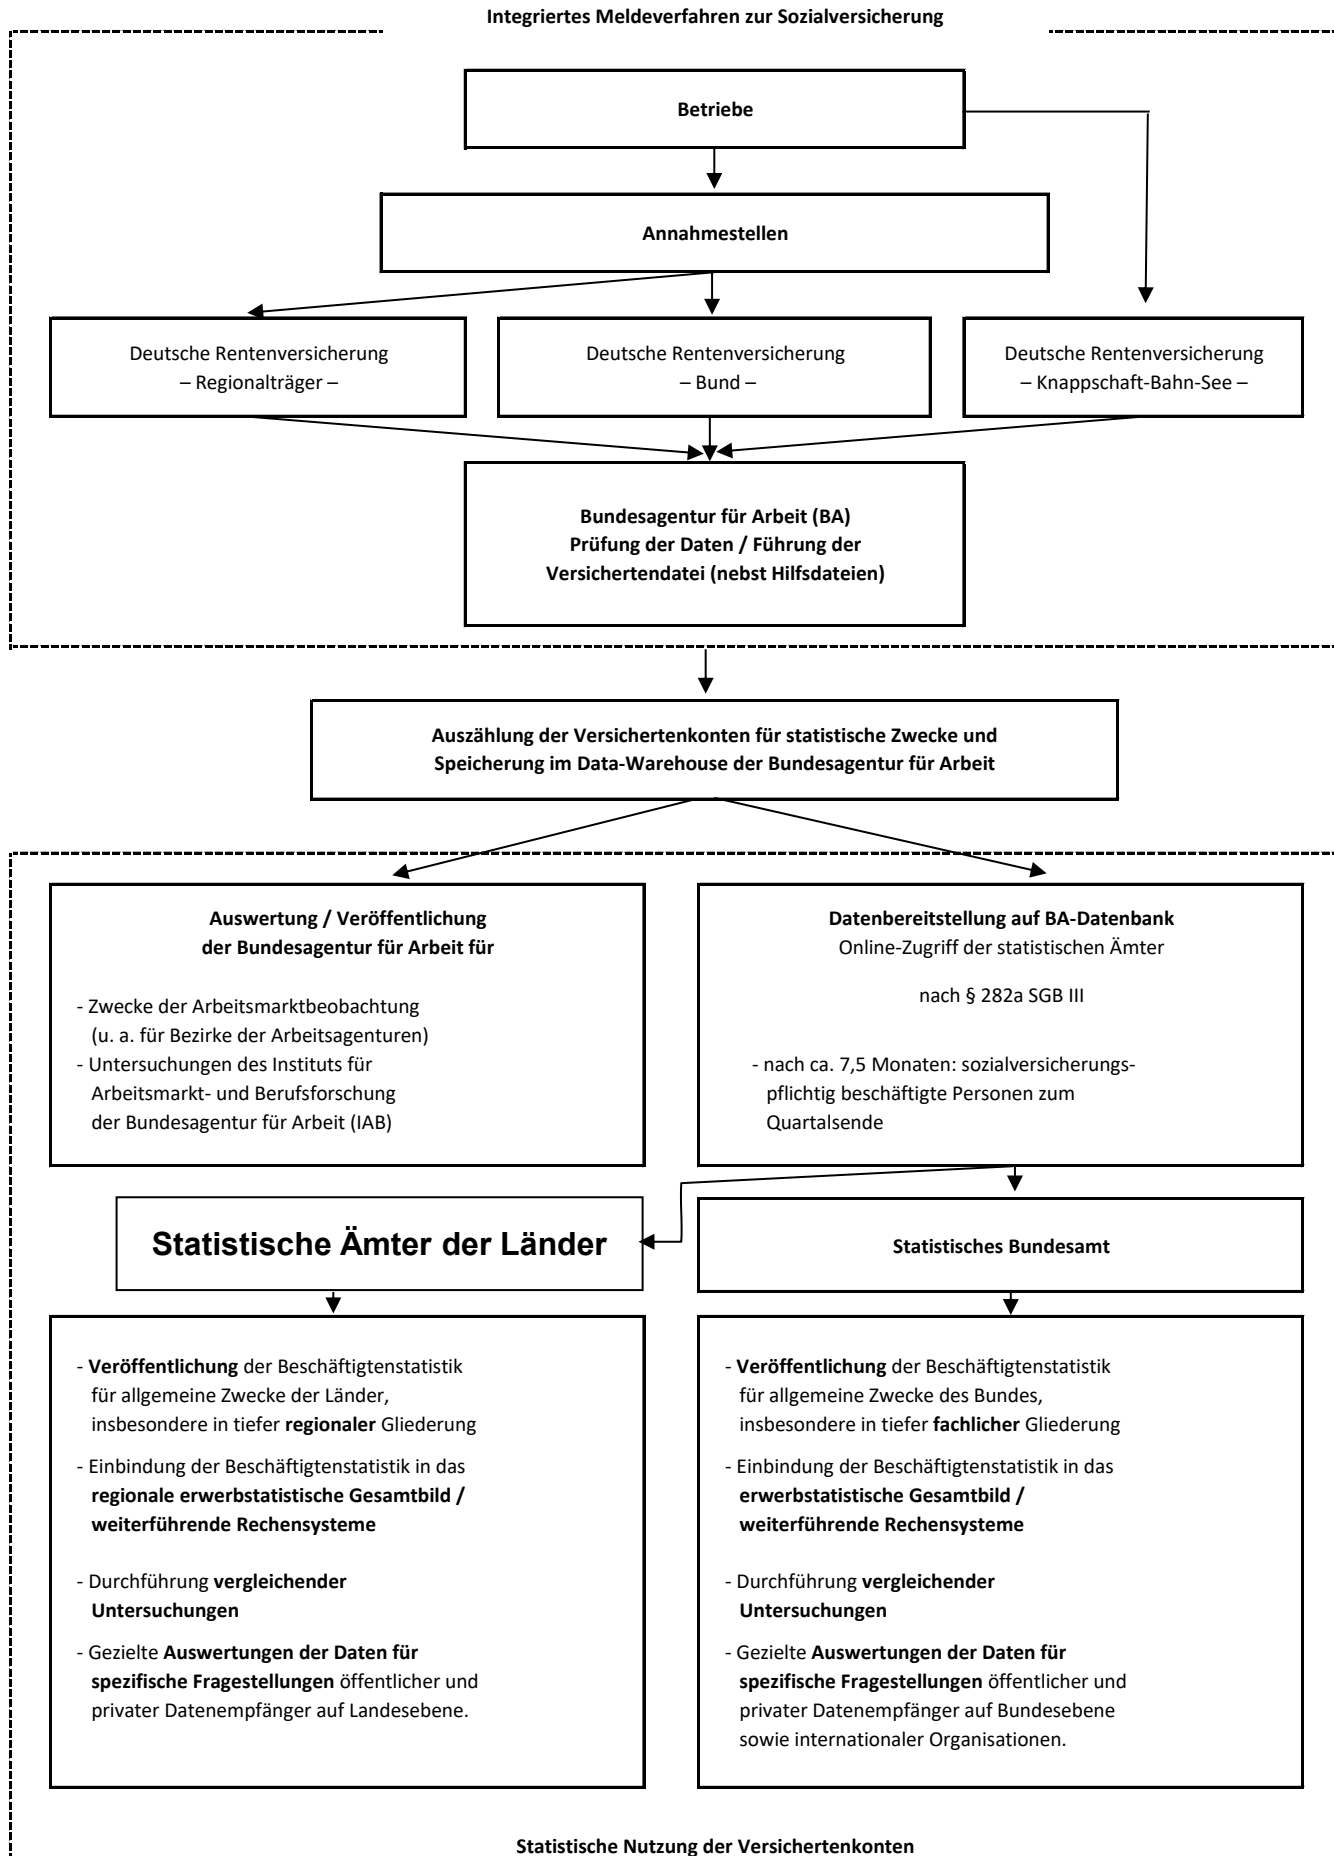 Integriertes Meldeverfahren zur Sozialversicherung
Betriebe
Annahmestellen
Deutsche Rentenversicherung
– Regionalträger –
Deutsche Rentenversicherung
– Bund –
Deutsche Rentenversicherung
– Knappschaft-Bahn-See –
Bundesagentur für Arbeit (BA)
Prüfung der Daten / Führung der
Versichertendatei (nebst Hilfsdateien)
Auszählung der Versichertenkonten für statistische Zwecke und
Speicherung im Data-Warehouse der Bundesagentur für Arbeit
Auswertung / Veröffentlichung
der Bundesagentur für Arbeit für
- Zwecke der Arbeitsmarktbeobachtung
(u. a. für Bezirke der Arbeitsagenturen)
- Untersuchungen des Instituts für
Arbeitsmarkt- und Berufsforschung
der Bundesagentur für Arbeit (IAB)
Datenbereitstellung auf BA-Datenbank
Online-Zugriff der statistischen Ämter
nach § 282a SGB III
- nach ca. 7,5 Monaten: sozialversicherungs-
pflichtig beschäftigte Personen zum
Quartalsende
Statistische Ämter der Länder
Statistisches Bundesamt
- Veröffentlichung der Beschäftigtenstatistik
für allgemeine Zwecke der Länder,
insbesondere in tiefer regionaler Gliederung
- Einbindung der Beschäftigtenstatistik in das
regionale erwerbstatistische Gesamtbild /
weiterführende Rechensysteme
- Durchführung vergleichender
Untersuchungen
- Gezielte Auswertungen der Daten für
spezifische Fragestellungen öffentlicher und
privater Datenempfänger auf Landesebene.
- Veröffentlichung der Beschäftigtenstatistik
für allgemeine Zwecke des Bundes,
insbesondere in tiefer fachlicher Gliederung
- Einbindung der Beschäftigtenstatistik in das
erwerbstatistische Gesamtbild /
weiterführende Rechensysteme
- Durchführung vergleichender
Untersuchungen
- Gezielte Auswertungen der Daten für
spezifische Fragestellungen öffentlicher und
privater Datenempfänger auf Bundesebene
sowie internationaler Organisationen.
Statistische Nutzung der Versichertenkonten